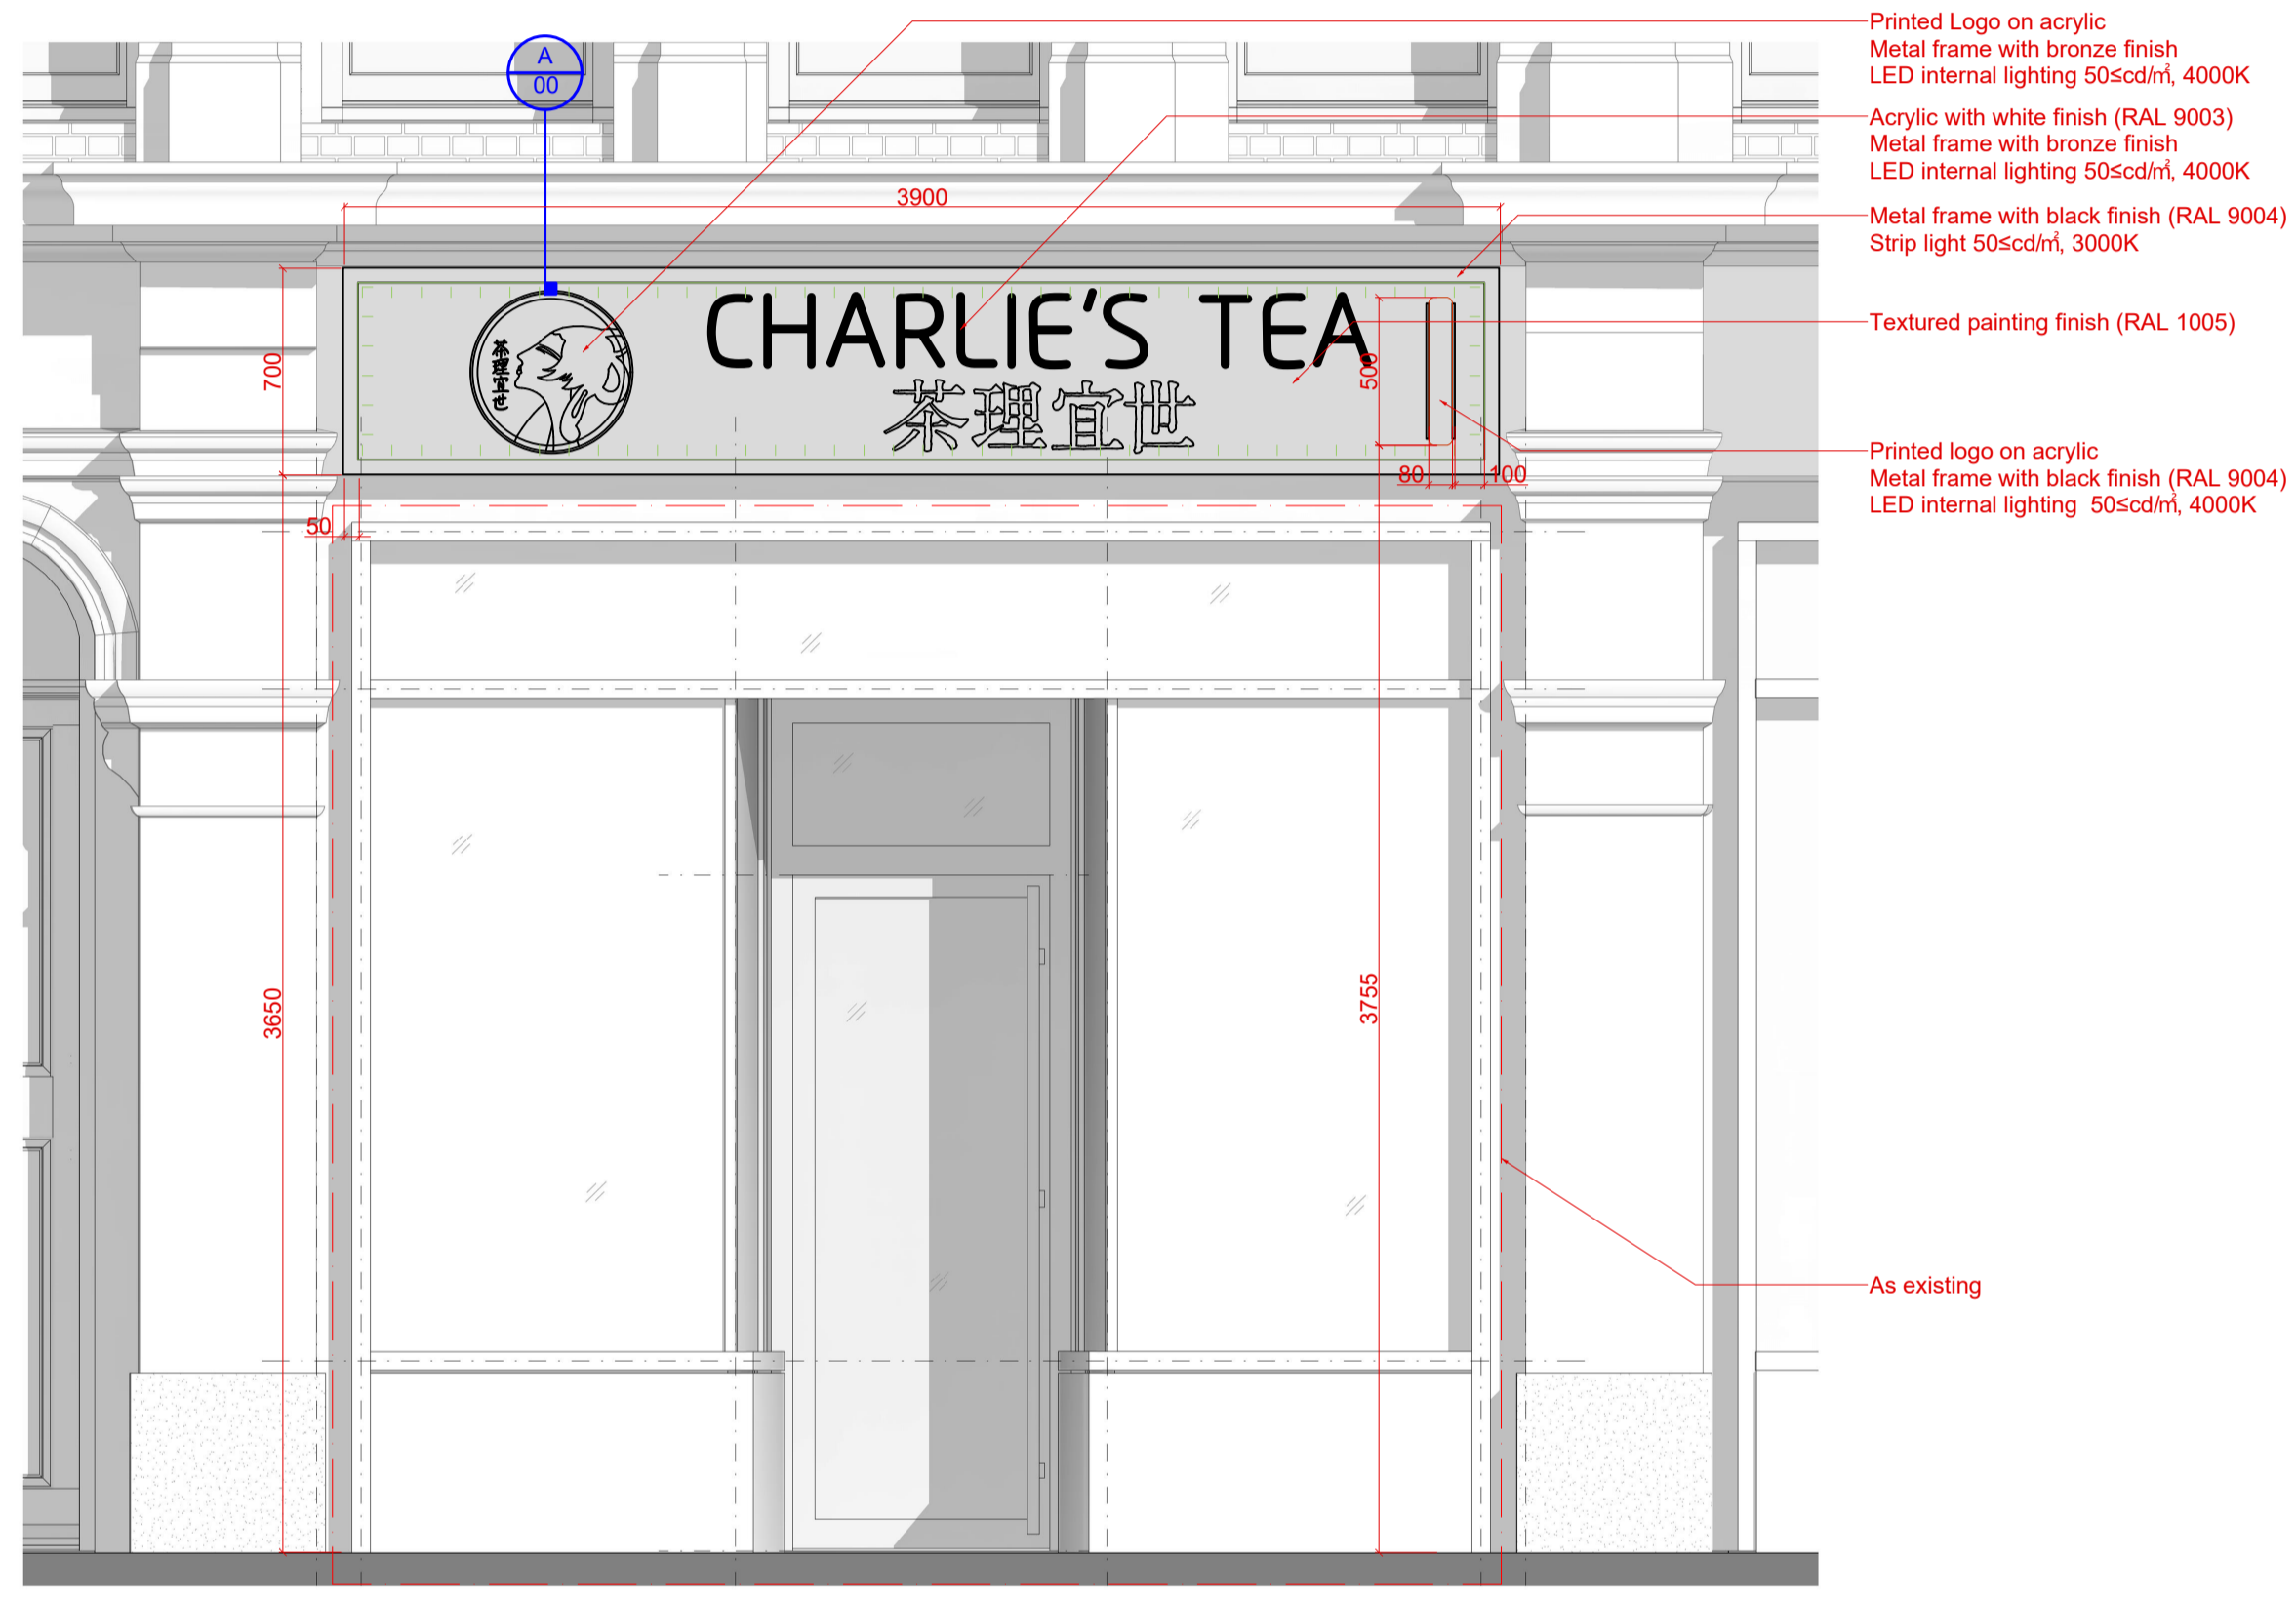 Printed Logo on acrylic
Metal frame with bronze finish
LED internal lighting 50≤cd/㎡, 4000K
A
00
Acrylic with white finish (RAL 9003)
Metal frame with bronze finish
LED internal lighting 50≤cd/㎡, 4000K
3900
Metal frame with black finish (RAL 9004)
Strip light 50≤cd/㎡, 3000K
CHARLIE'S TEA
茶理宜世
茶理宜世
700
500
Textured painting finish (RAL 1005)
Printed logo on acrylic
Metal frame with black finish (RAL 9004)
LED internal lighting 50≤cd/㎡, 4000K
80
100
50
3650
3755
As existing